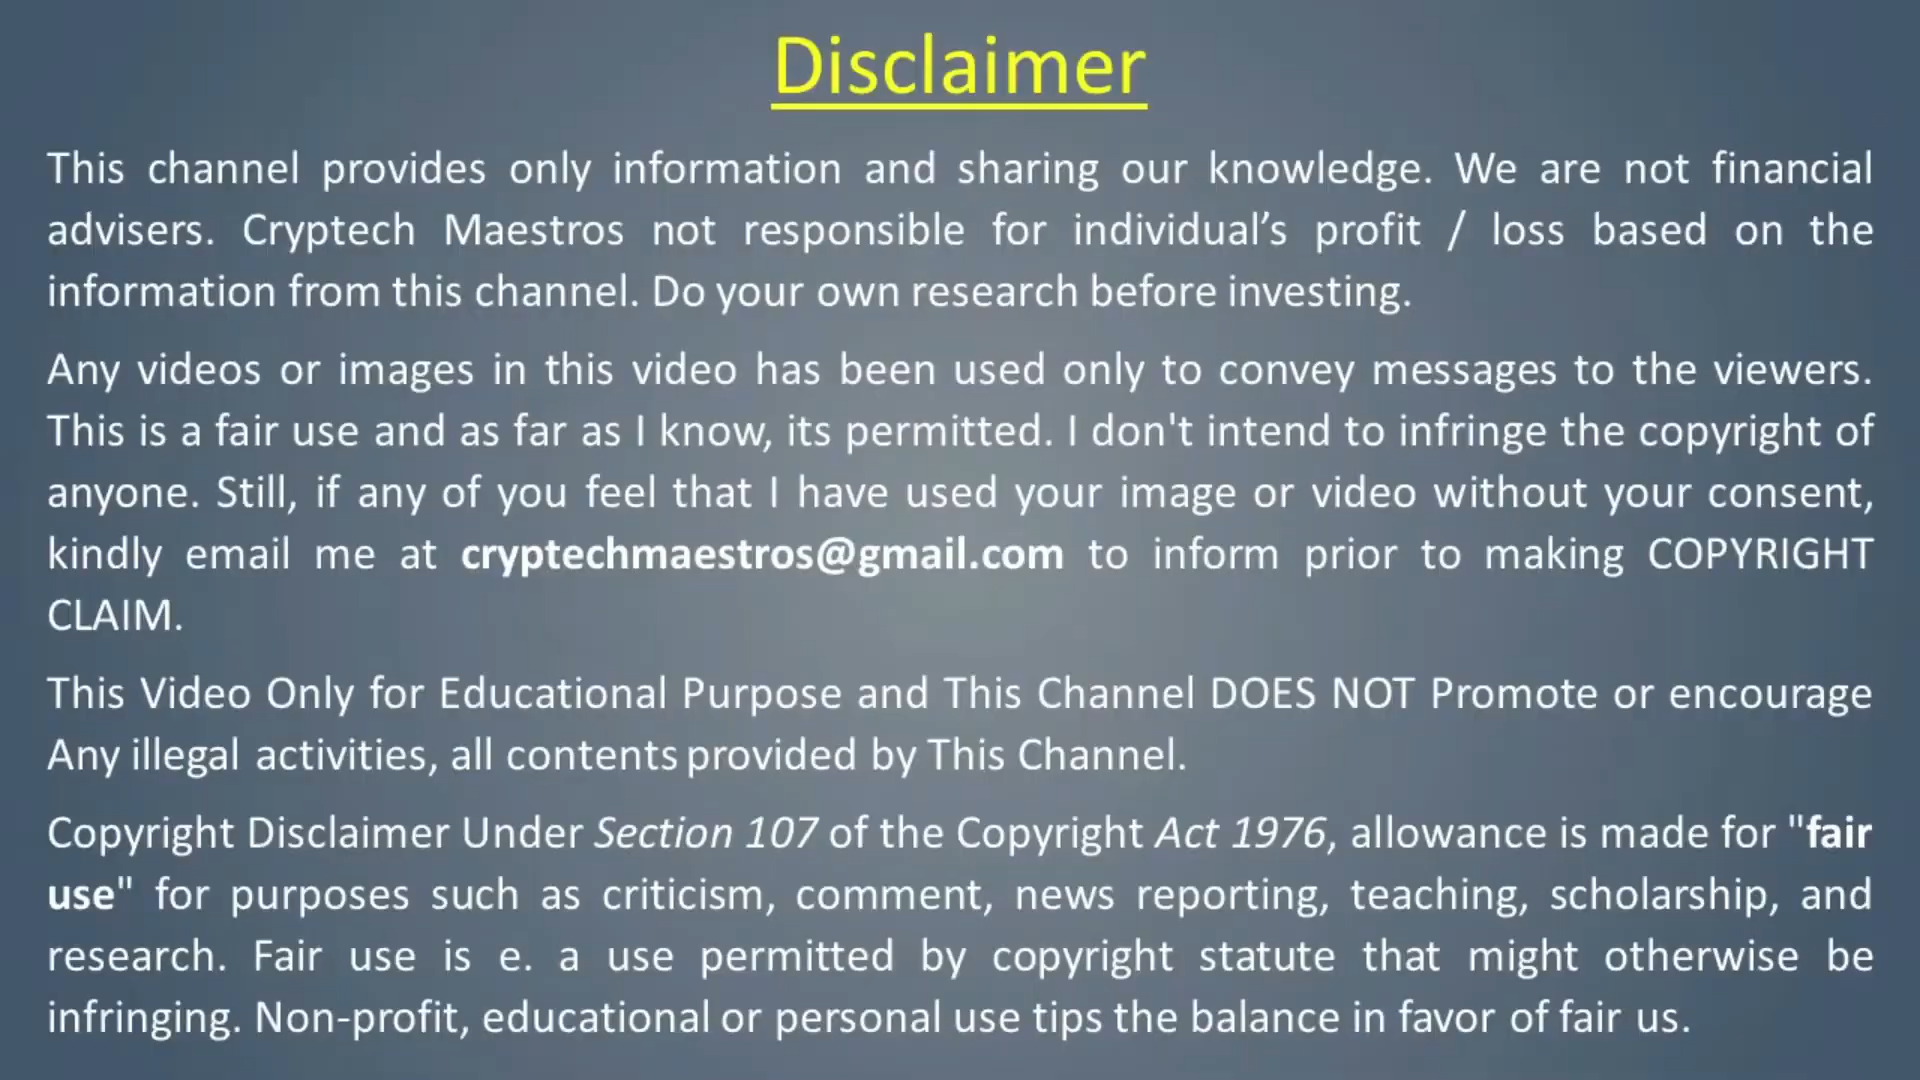 Disclaimer
This channel provides only information and sharing our knowledge. We are not financial
advisers. Cryptech Maestros not responsible for individual’s profit / loss based on the
information from this channel. Do your own research before investing.
Any videos or images in this video has been used only to convey messages to the viewers.
This is a fair use and as far as I know, its permitted. I don't intend to infringe the copyright of
anyone. Still, if any of you feel that I have used your image or video without your consent,
kindly email me at cryptechmaestros@gmail.com to inform prior to making COPYRIGHT
CLAIM.
This Video Only for Educational Purpose and This Channel DOES NOT Promote or encourage
Any illegal activities, all contents provided by This Channel.
Copyright Disclaimer Under Section 107 of the Copyright Act 1976, allowance is made for "fair
use" for purposes such as criticism, comment, news reporting, teaching, scholarship, and
research. Fair use is e. a use permitted by copyright statute that might otherwise be
infringing. Non-profit, educational or personal use tips the balance in favor of fair us.